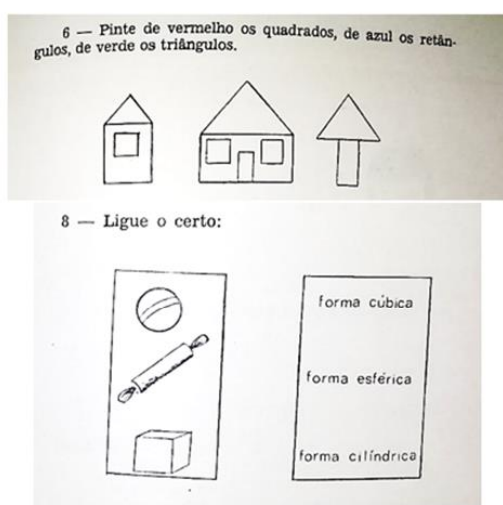 6 — Pinte de vermelho os quadrados, de azul os retân-
gulos, de verde os triângulos.
8 — Ligue o certo:
forma cúbica
forma esférica
forma cilíndrica